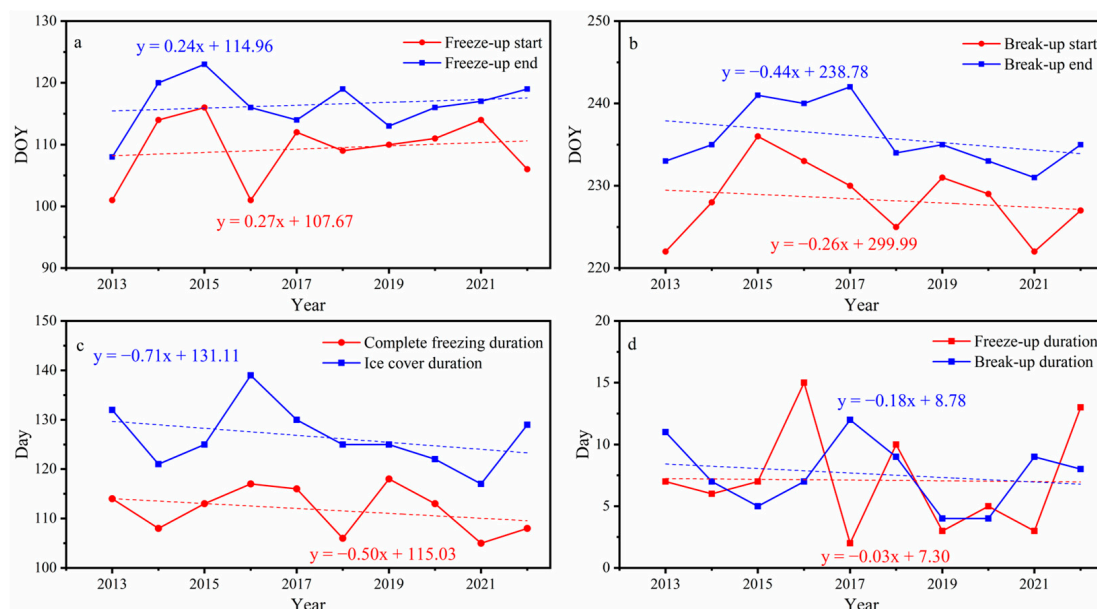 130
120
110
100
90
DOY
a
y = 0.24x + 114.96
Freeze-up start
Freeze-up end
y = 0.27x + 107.67
2013 2015 2017 2019 2021
Year
250
240
230
220
DOY
b
y = −0.44x + 238.78
Break-up start
Break-up end
y = −0.26x + 299.99
2013 2015 2017 2019 2021
Year
150
140
130
120
110
100
Day
c
y = −0.71x + 131.11
Complete freezing duration
Ice cover duration
y = −0.50x + 115.03
2013 2015 2017 2019 2021
Year
20
15
10
5
0
Day
d
Freeze-up duration
Break-up duration
y = −0.18x + 8.78
y = −0.03x + 7.30
2013 2015 2017 2019 2021
Year